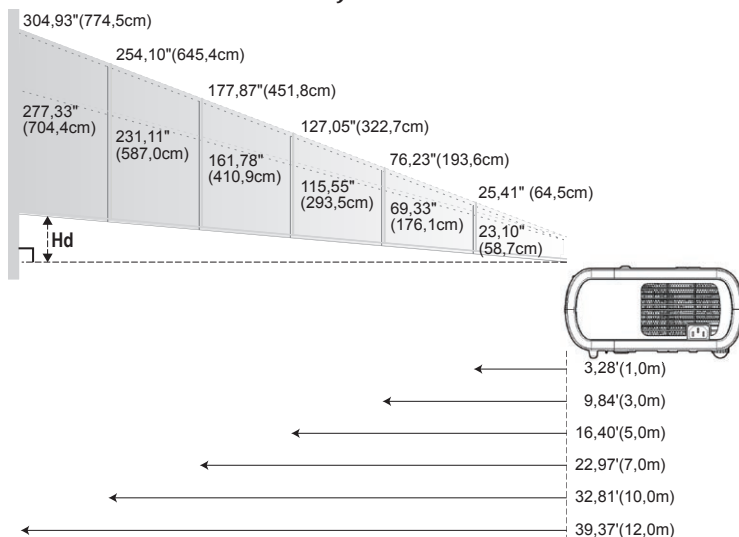 304,93"(774,5cm)
254,10"(645,4cm)
177,87"(451,8cm)
127,05"(322,7cm)
76,23"(193,6cm)
25,41" (64,5cm)
277,33"
(704,4cm)
231,11"
(587,0cm)
161,78"
(410,9cm)
115,55"
(293,5cm)
69,33"
(176,1cm)
23,10"
(58,7cm)
Hd
3,28'(1,0m)
9,84'(3,0m)
16,40'(5,0m)
22,97'(7,0m)
32,81'(10,0m)
39,37'(12,0m)